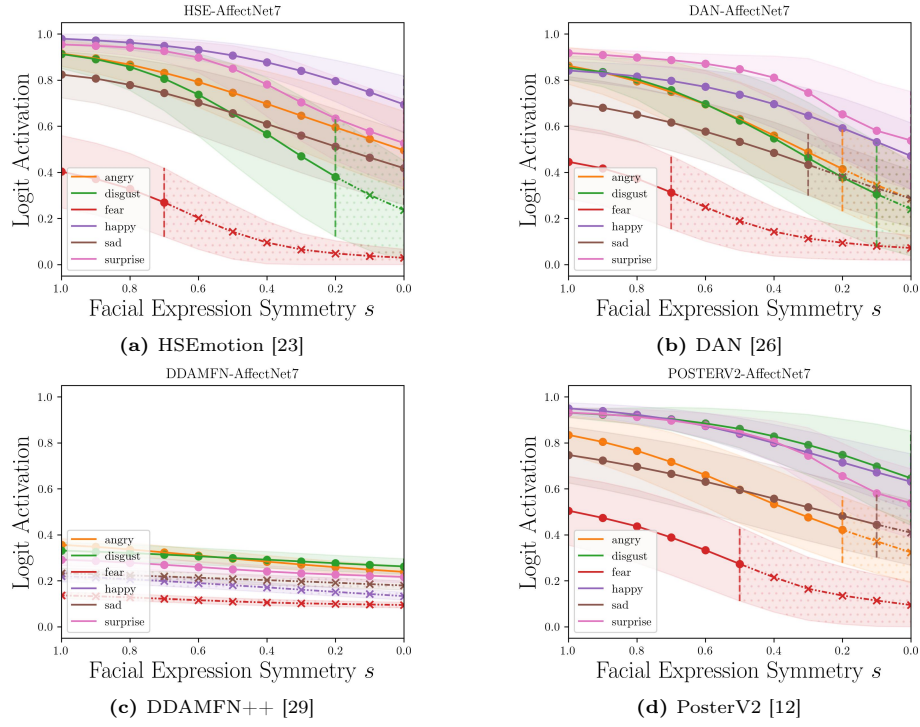 HSE-AffectNet7
1.0
0.8
0.6
0.4
0.2
0.0
Logit Activation
angry
disgust
fear
happy
sad
surprise
1.0 0.8 0.6 0.4 0.2 0.0
Facial Expression Symmetry s
(a) HSEmotion [23]
DAN-AffectNet7
1.0
0.8
0.6
0.4
0.2
0.0
Logit Activation
angry
disgust
fear
happy
sad
surprise
1.0 0.8 0.6 0.4 0.2 0.0
Facial Expression Symmetry s
(b) DAN [26]
DDAMFN-AffectNet7
1.0
0.8
0.6
0.4
0.2
0.0
Logit Activation
angry
disgust
fear
happy
sad
surprise
1.0 0.8 0.6 0.4 0.2 0.0
Facial Expression Symmetry s
(c) DDAMFN++ [29]
POSTERV2-AffectNet7
1.0
0.8
0.6
0.4
0.2
0.0
Logit Activation
angry
disgust
fear
happy
sad
surprise
1.0 0.8 0.6 0.4 0.2 0.0
Facial Expression Symmetry s
(d) PosterV2 [12]